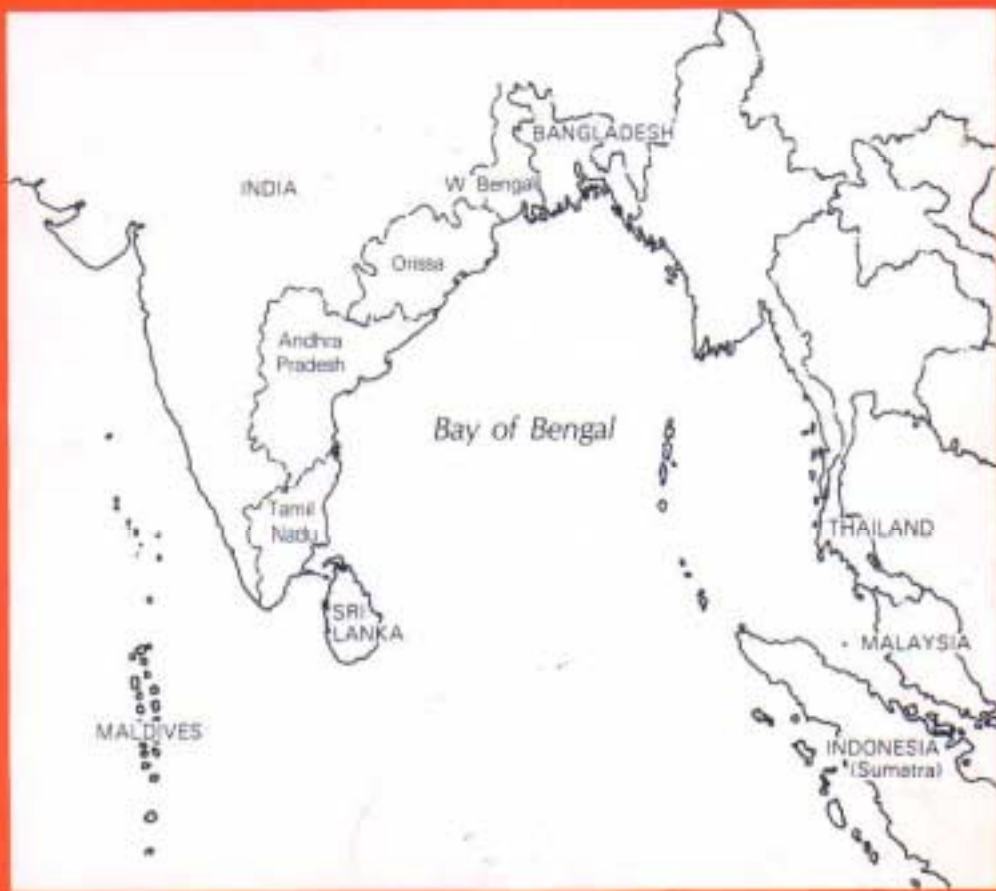 BANGLADESH
INDIA
W Bengal
Orissa
Andhra
Pradesh
Bay of Bengal
Tamil
Nadu
THAILAND
SRI
LANKA
MALAYSIA
MALDIVES
INDONESIA
(Sumatra)